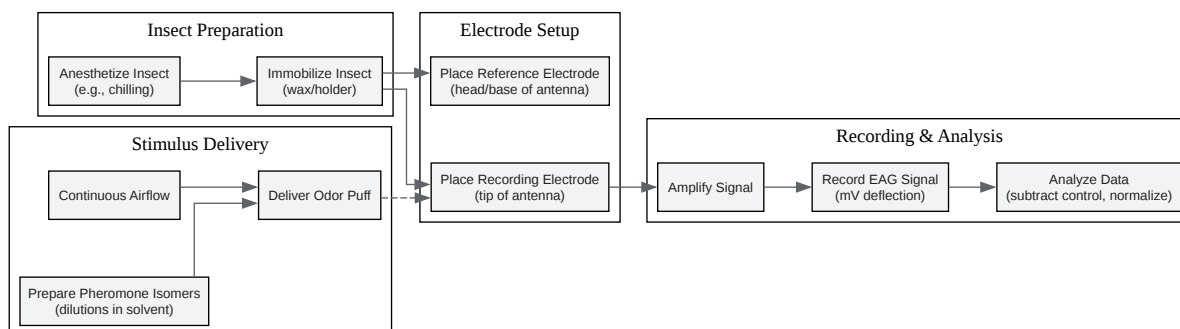 Insect Preparation
Anesthetize Insect
(e.g., chilling)
Immobilize Insect
(wax/holder)
Electrode Setup
Place Reference Electrode
(head/base of antenna)
Place Recording Electrode
(tip of antenna)
Stimulus Delivery
Continuous Airflow
Deliver Odor Puff
Prepare Pheromone Isomers
(dilutions in solvent)
Recording & Analysis
Amplify Signal
Record EAG Signal
(mV deflection)
Analyze Data
(subtract control, normalize)